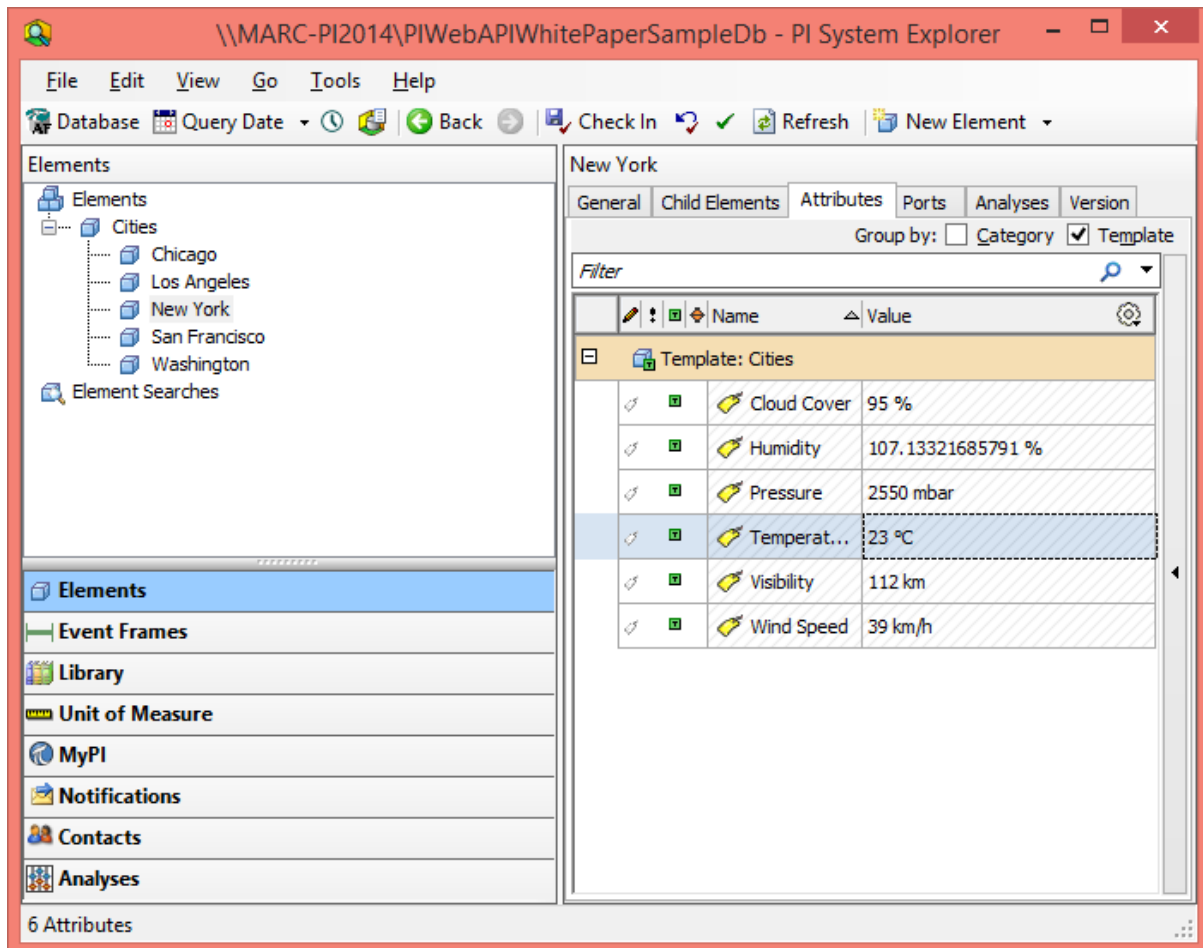 \\MARC-PI2014\PIWebAPIWhitePaperSampleDb - PI System Explorer
File Edit View Go Tools Help
Database Query Date Back Check In Refresh New Element
Elements
Elements
Cities
Chicago
Los Angeles
New York
San Francisco
Washington
Element Searches
Elements
Event Frames
Library
Unit of Measure
MyPI
Notifications
Contacts
Analyses
New York
General Child Elements Attributes Ports Analyses Version
Group by: Category Template
Filter
Name Value
Template: Cities
Cloud Cover 95 %
Humidity 107.13321685791 %
Pressure 2550 mbar
Temperat... 23 °C
Visibility 112 km
Wind Speed 39 km/h
6 Attributes